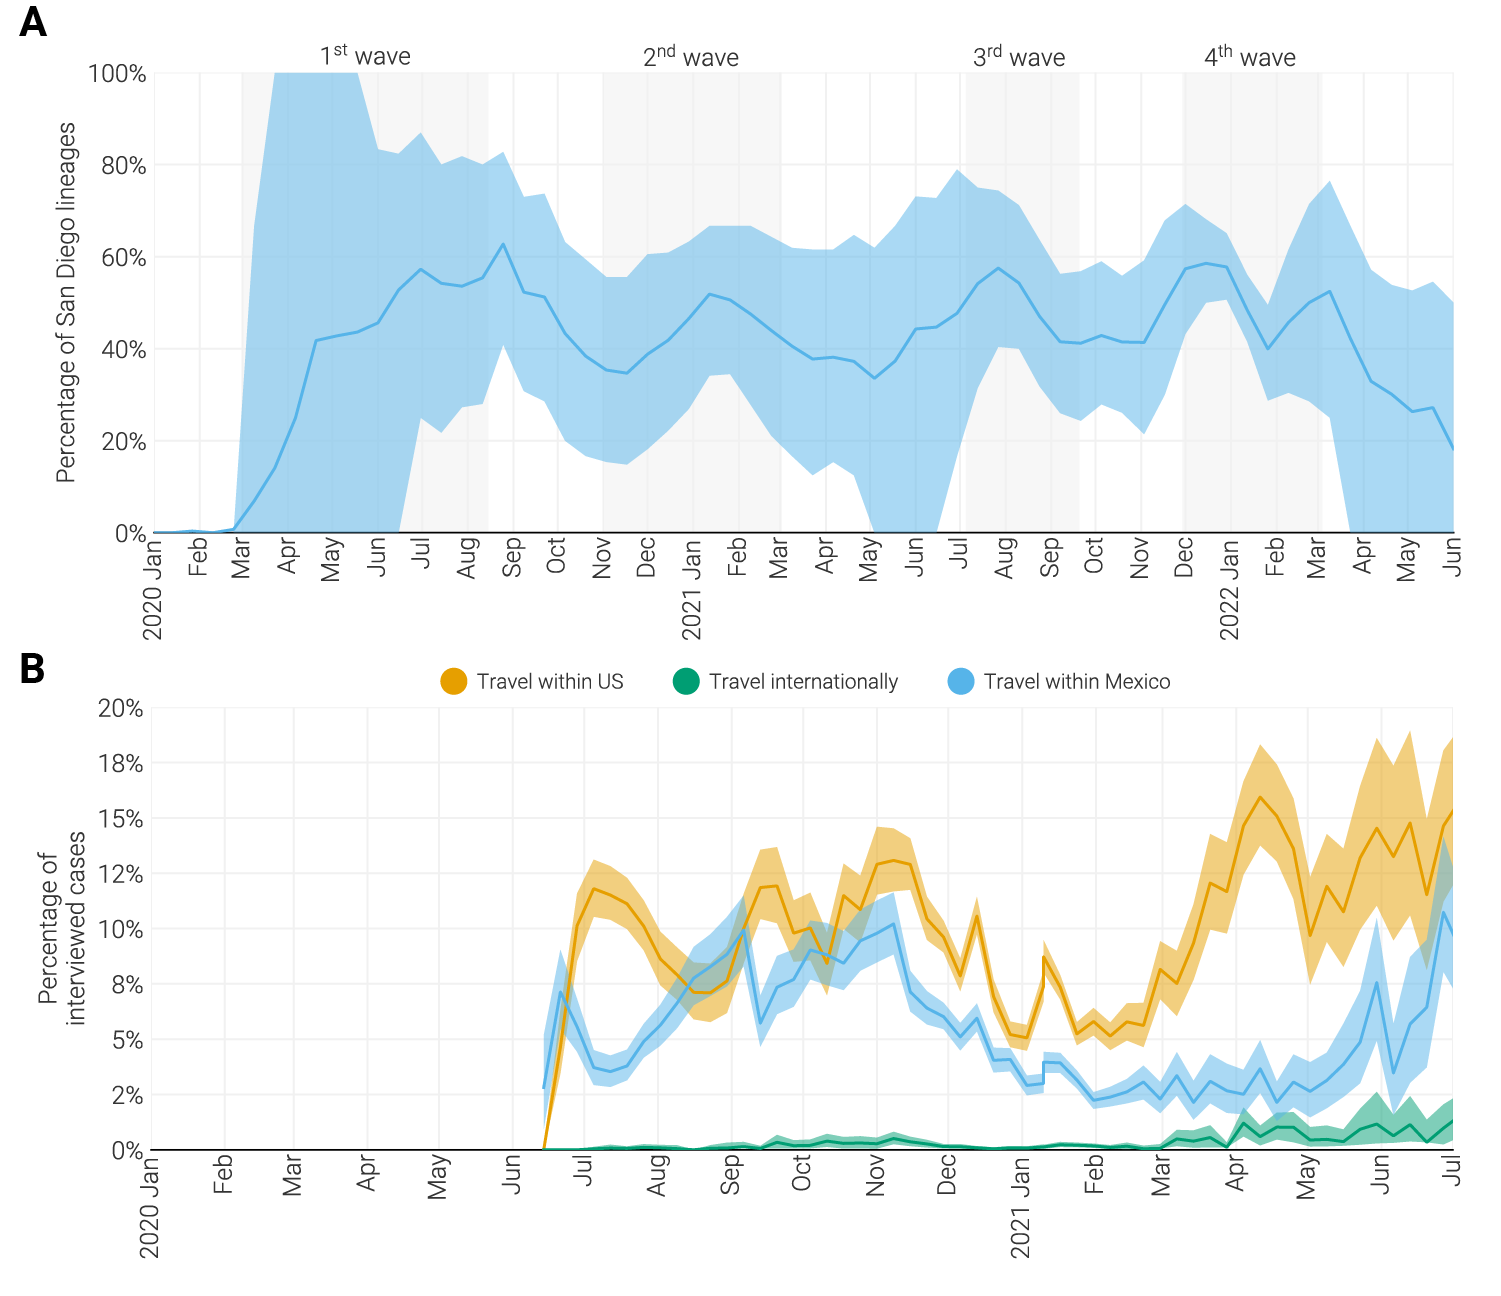 A
1st wave 2nd wave 3rd wave 4th wave
Percentage of San Diego lineages
100%
80%
60%
40%
20%
0%
2020 Jan Feb Mar Apr May Jun Jul Aug Sep Oct Nov Dec 2021 Jan Feb Mar Apr May Jun Jul Aug Sep Oct Nov Dec 2022 Jan Feb Mar Apr May Jun
B
Travel within US Travel internationally Travel within Mexico
Percentage of
interviewed cases
20%
18%
15%
12%
10%
8%
5%
2%
0%
2020 Jan Feb Mar Apr May Jun Jul Aug Sep Oct Nov Dec 2021 Jan Feb Mar Apr May Jun Jul